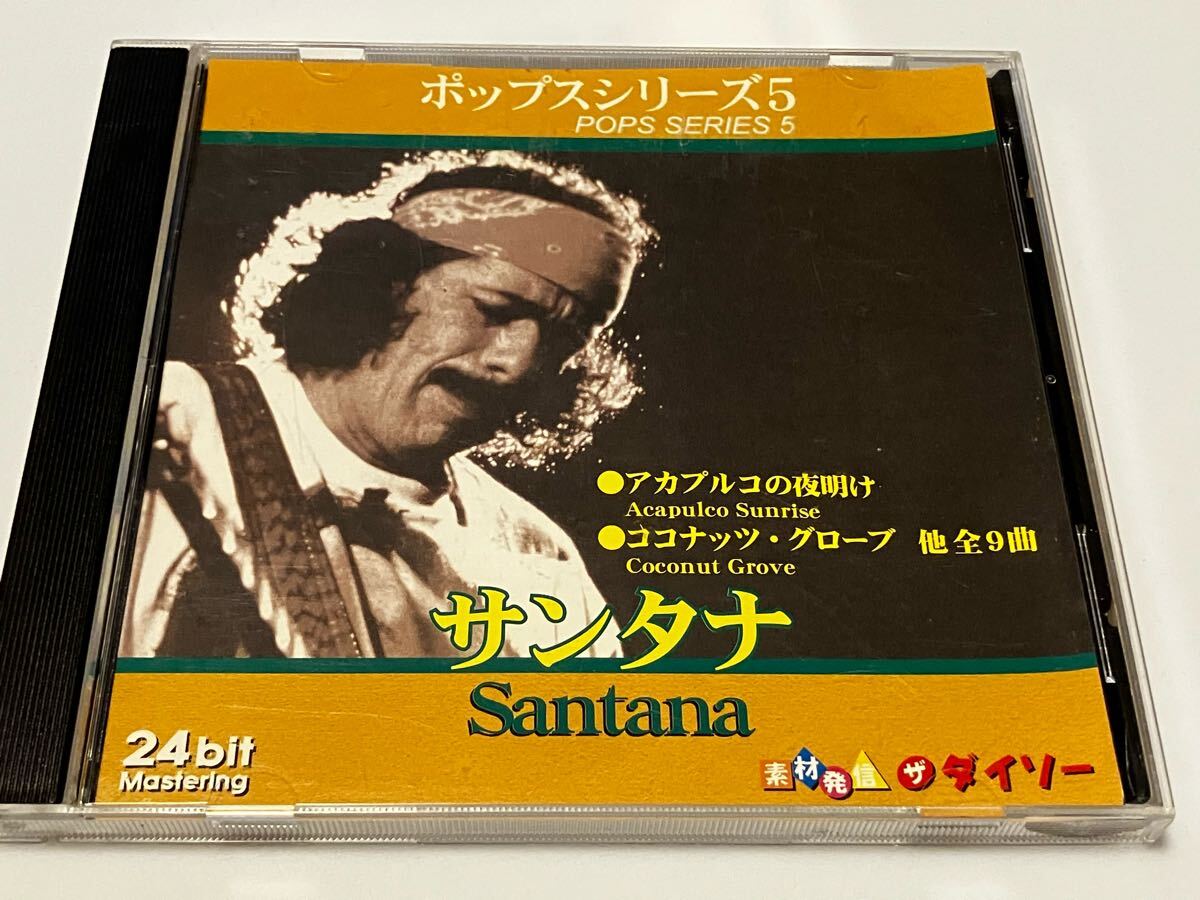 ポップスシリーズ5
POPS SERIES 5
●アカプルコの夜明け
Acapulco Sunrise
●ココナッツ・グローブ 他全9曲
Coconut Grove
サンタナ
Santana
24bit
Mastering
素材発信 ザ ダイソー